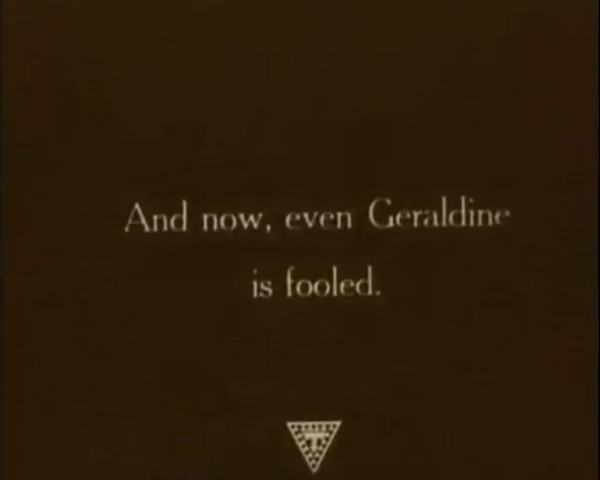 And now, even Geraldine
is fooled.
T